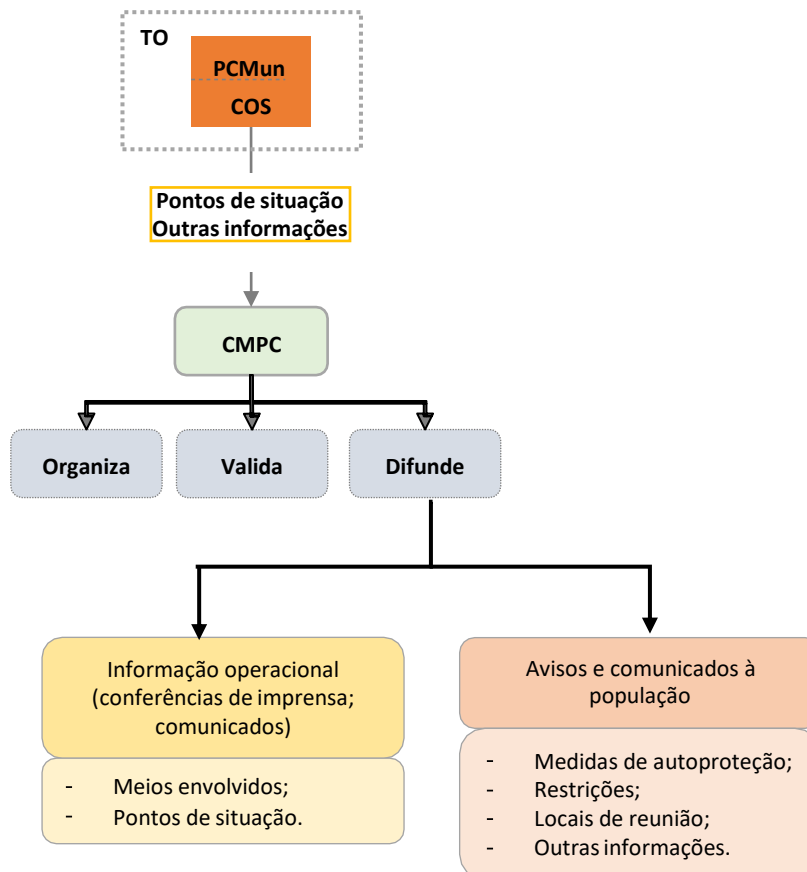 TO
PCMun
COS
Pontos de situação
Outras informações
CMPC
Organiza
Valida
Difunde
Informação operacional
(conferências de imprensa;
comunicados)
- Meios envolvidos;
- Pontos de situação.
Avisos e comunicados à
população
- Medidas de autoproteção;
- Restrições;
- Locais de reunião;
- Outras informações.